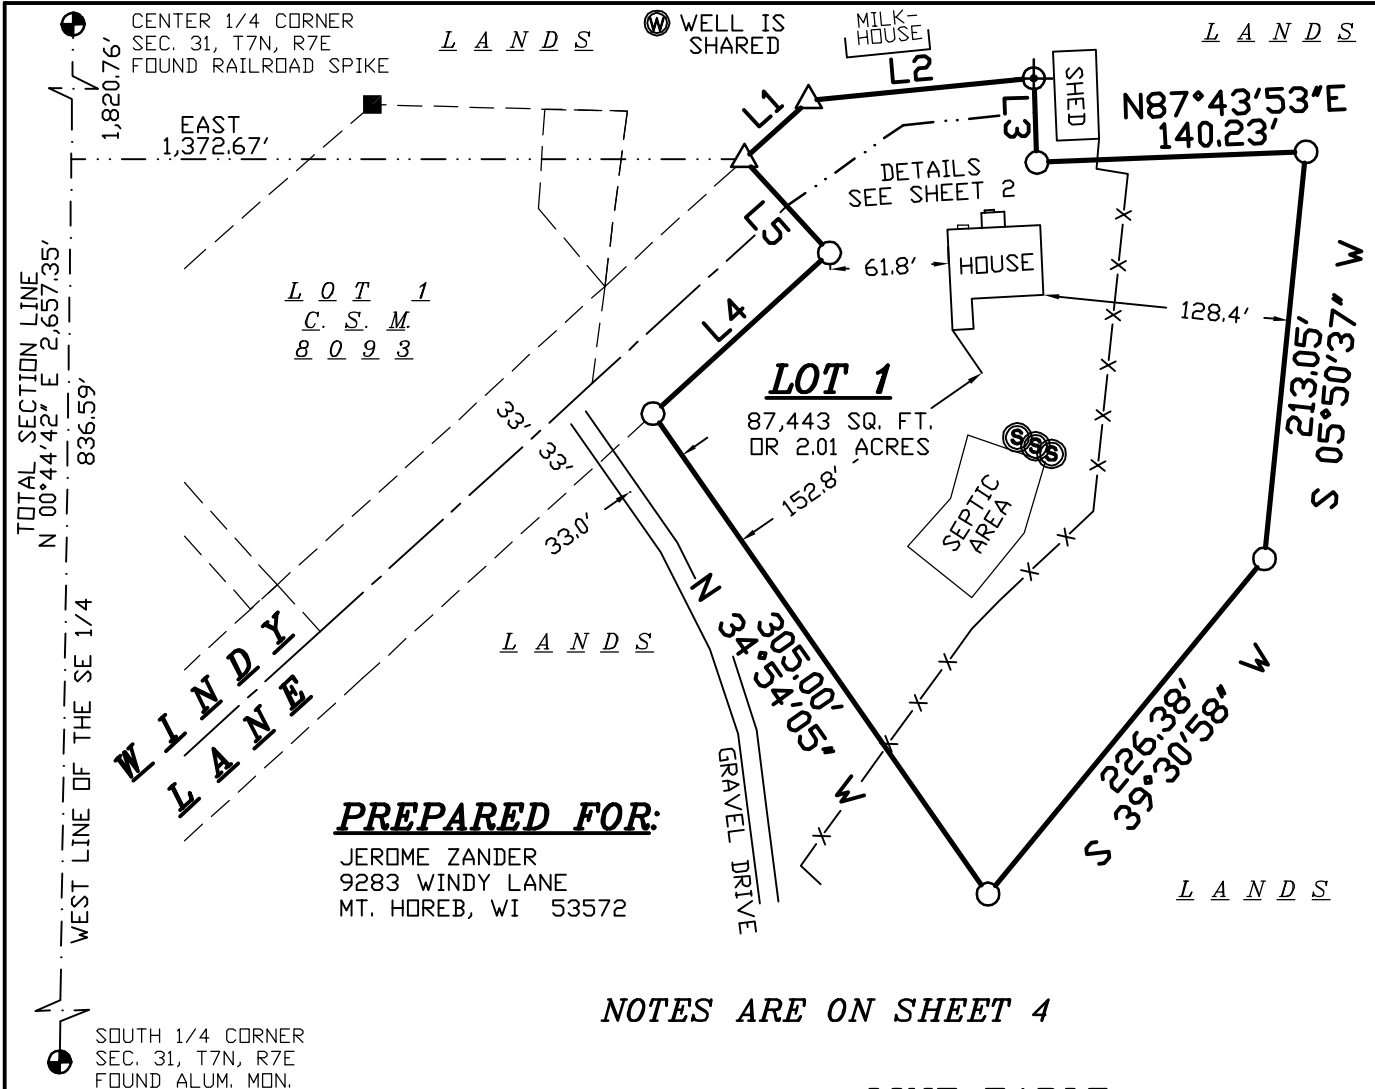 CENTER 1/4 CORNER
SEC. 31, T7N, R7E
FOUND RAILROAD SPIKE
L A N D S
W WELL IS
SHARED
MILK-
HOUSE
L A N D S
1,820.76'
EAST
1,372.67'
L1
L2
L3
SHED
N87°43'53"E
140.23'
DETAILS
SEE SHEET 2
L5
61.8'
HOUSE
128.4'
L4
LOT 1
C. S. M.
8093
TOTAL SECTION LINE
N 00°44'42" E 2,657.35'
836.59'
LOT 1
87,443 SQ. FT.
OR 2.01 ACRES
213.05'
S 05°50'37" W
33'
33'
33.0'
152.8'
S S S
SEPTIC
AREA
WEST LINE OF THE SE 1/4
WINDY
LANE
L A N D S
305.00'
N 34°54'05" W
226.38'
S 39°30'58" W
GRAVEL DRIVE
PREPARED FOR:
JEROME ZANDER
9283 WINDY LANE
MT. HOREB, WI 53572
L A N D S
NOTES ARE ON SHEET 4
SOUTH 1/4 CORNER
SEC. 31, T7N, R7E
FOUND ALUM. MON.